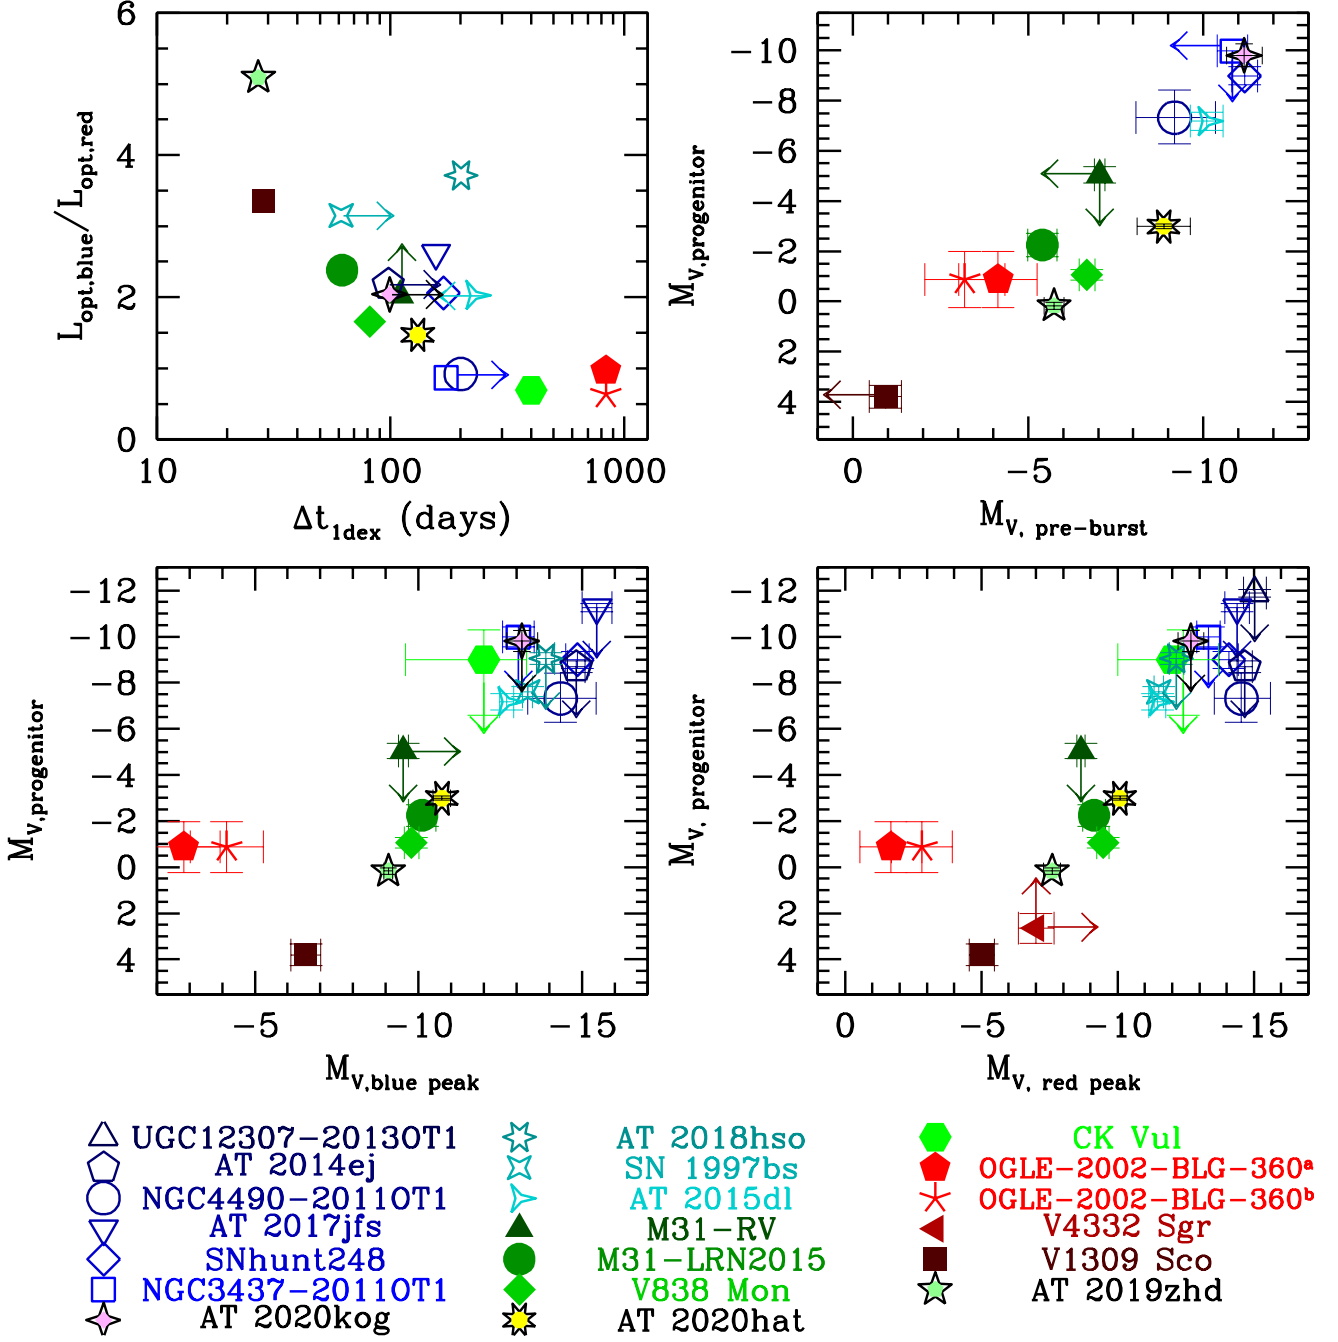 6
4
2
0
10
100
1000
L_opt,blue/L_opt,red
Δt_1dex (days)
-10
-8
-6
-4
-2
0
2
4
0
-5
-10
M_V,progenitor
M_V, pre-burst
-12
-10
-8
-6
-4
-2
0
2
4
-5
-10
-15
M_V,progenitor
M_V,blue peak
-12
-10
-8
-6
-4
-2
0
2
4
0
-5
-10
-15
M_V, progenitor
M_V, red peak
UGC12307-2013OT1
AT 2014ej
NGC4490-2011OT1
AT 2017jfs
SNhunt248
NGC3437-2011OT1
AT 2020kog
AT 2018hso
SN 1997bs
AT 2015dl
M31-RV
M31-LRN2015
V838 Mon
AT 2020hat
CK Vul
OGLE-2002-BLG-360ᵃ
OGLE-2002-BLG-360ᵇ
V4332 Sgr
V1309 Sco
AT 2019zhd